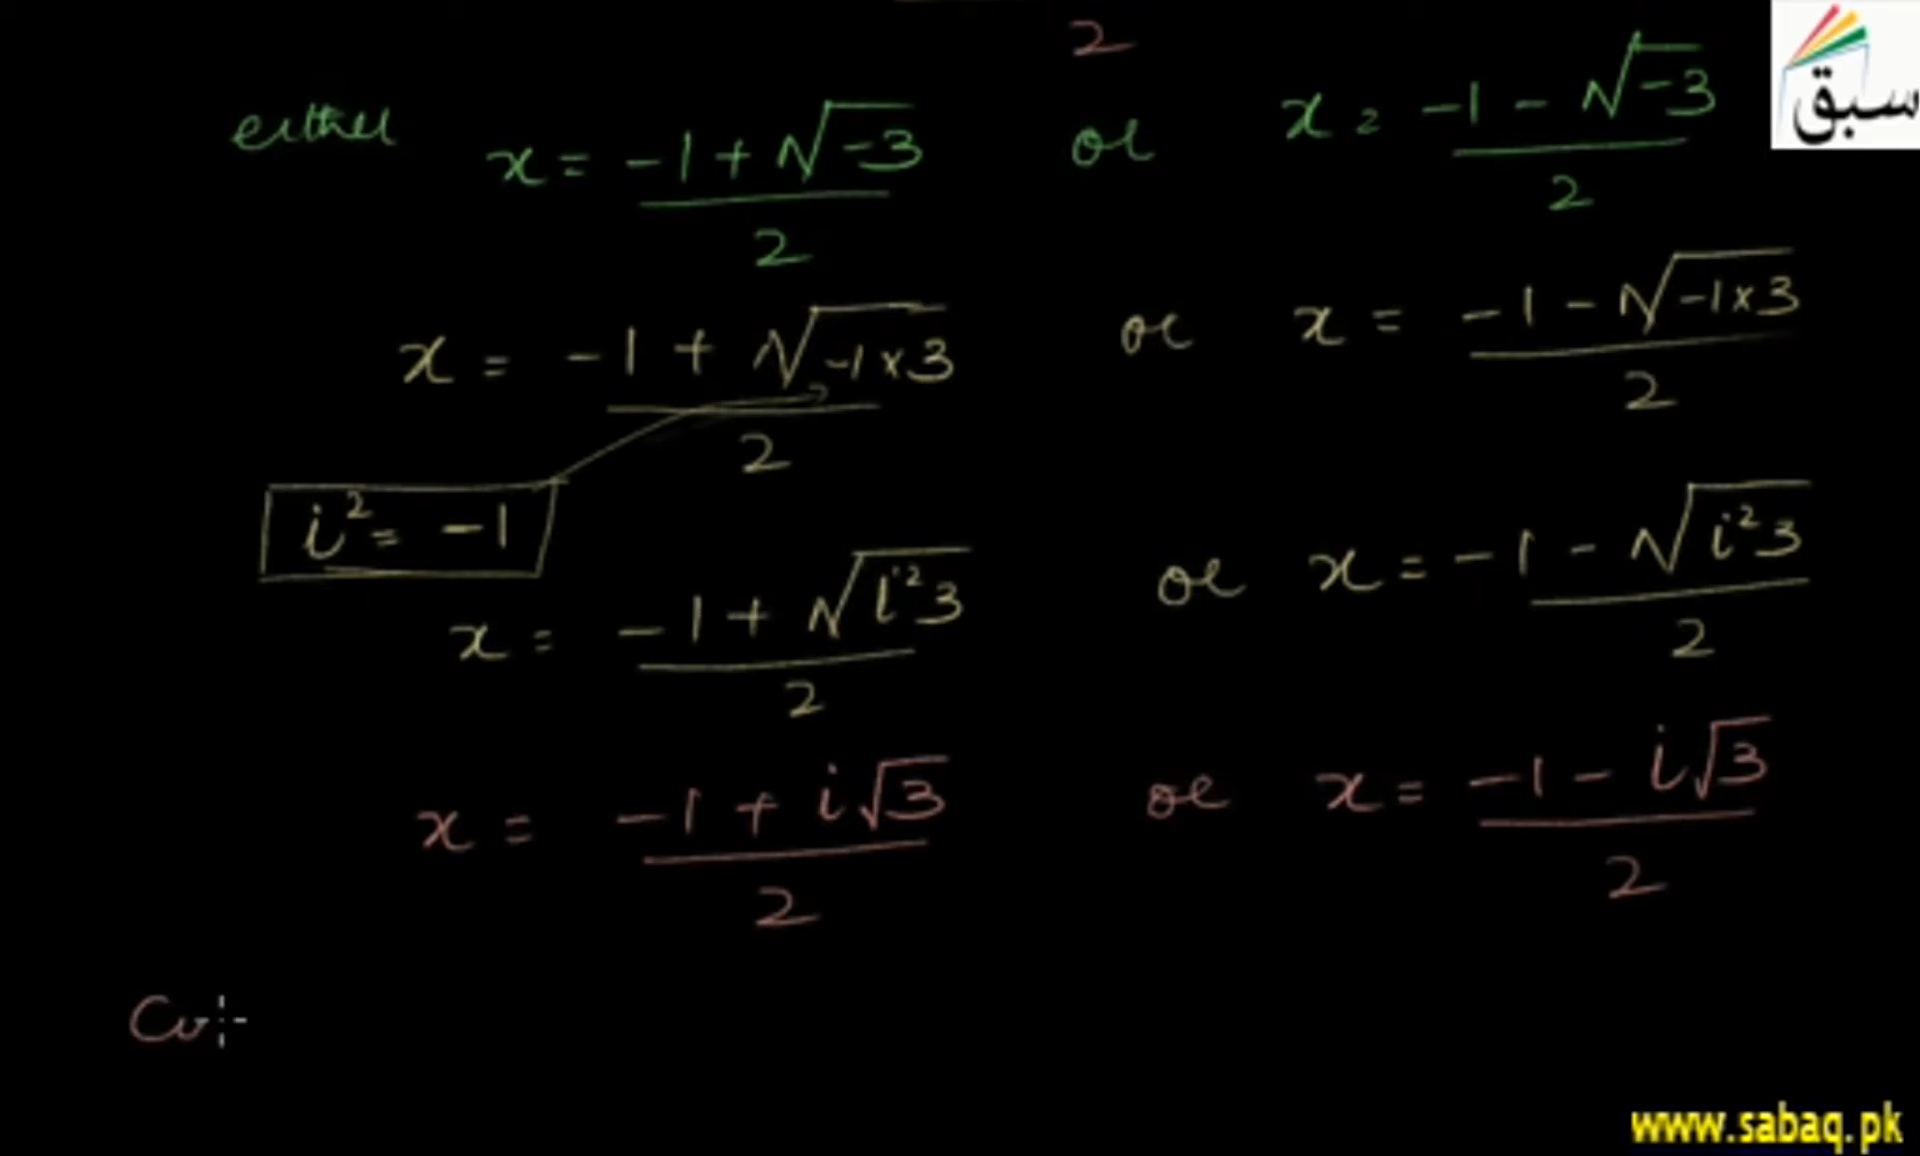 2
either x = -1 + √-3 / 2 or x = -1 - √-3 / 2
سبق
x = -1 + √-1×3 / 2 or x = -1 - √-1×3 / 2
i² = -1
x = -1 + √i²3 / 2 or x = -1 - √i²3 / 2
x = -1 + i√3 / 2 or x = -1 - i√3 / 2
www.sabaq.pk